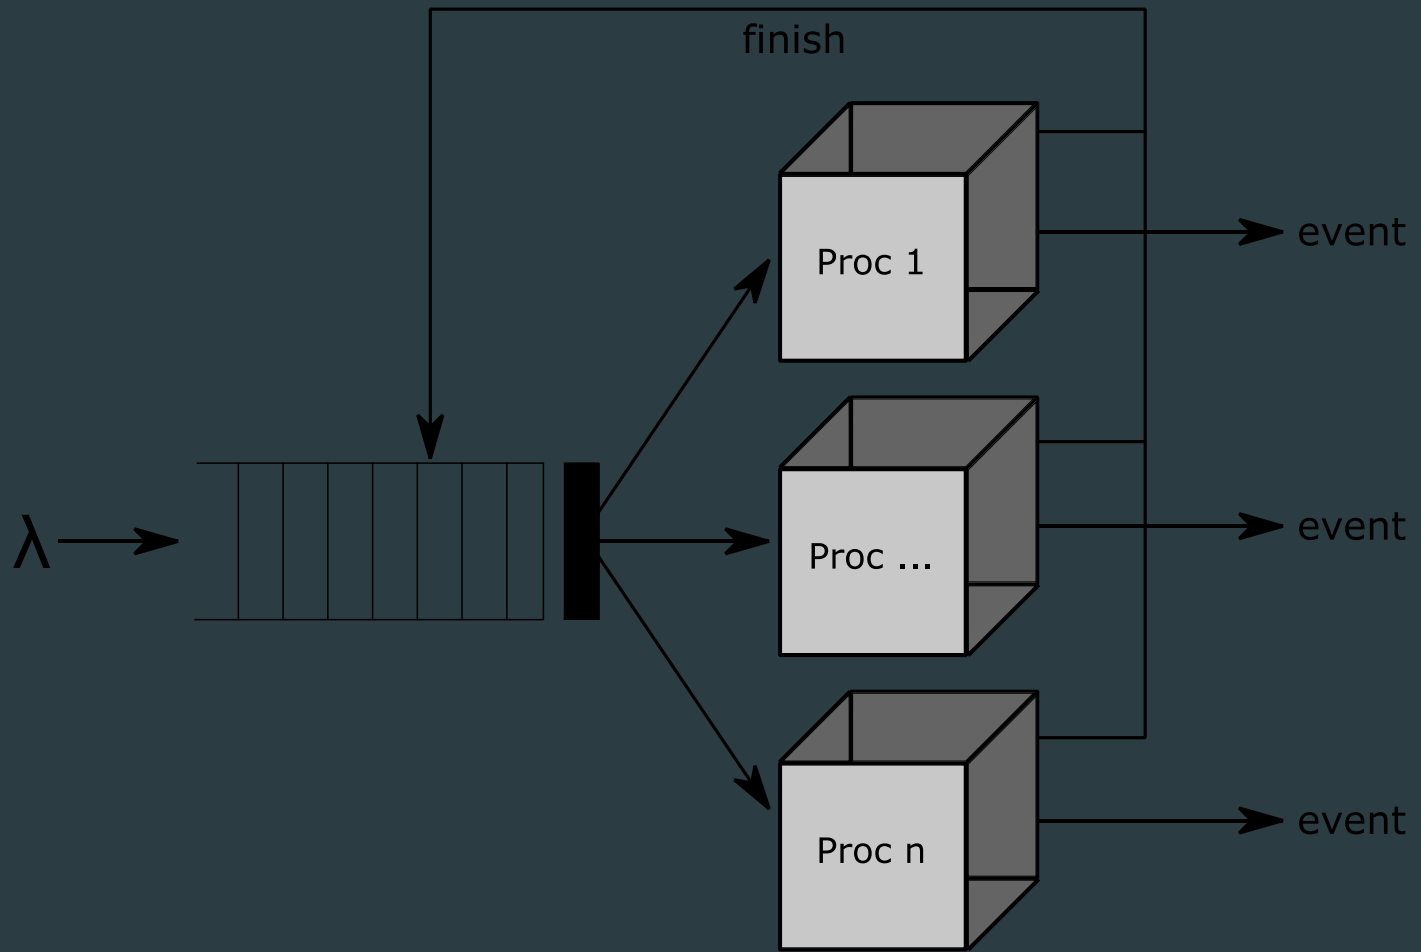 finish
Proc 1
event
λ
Proc ...
event
Proc n
event